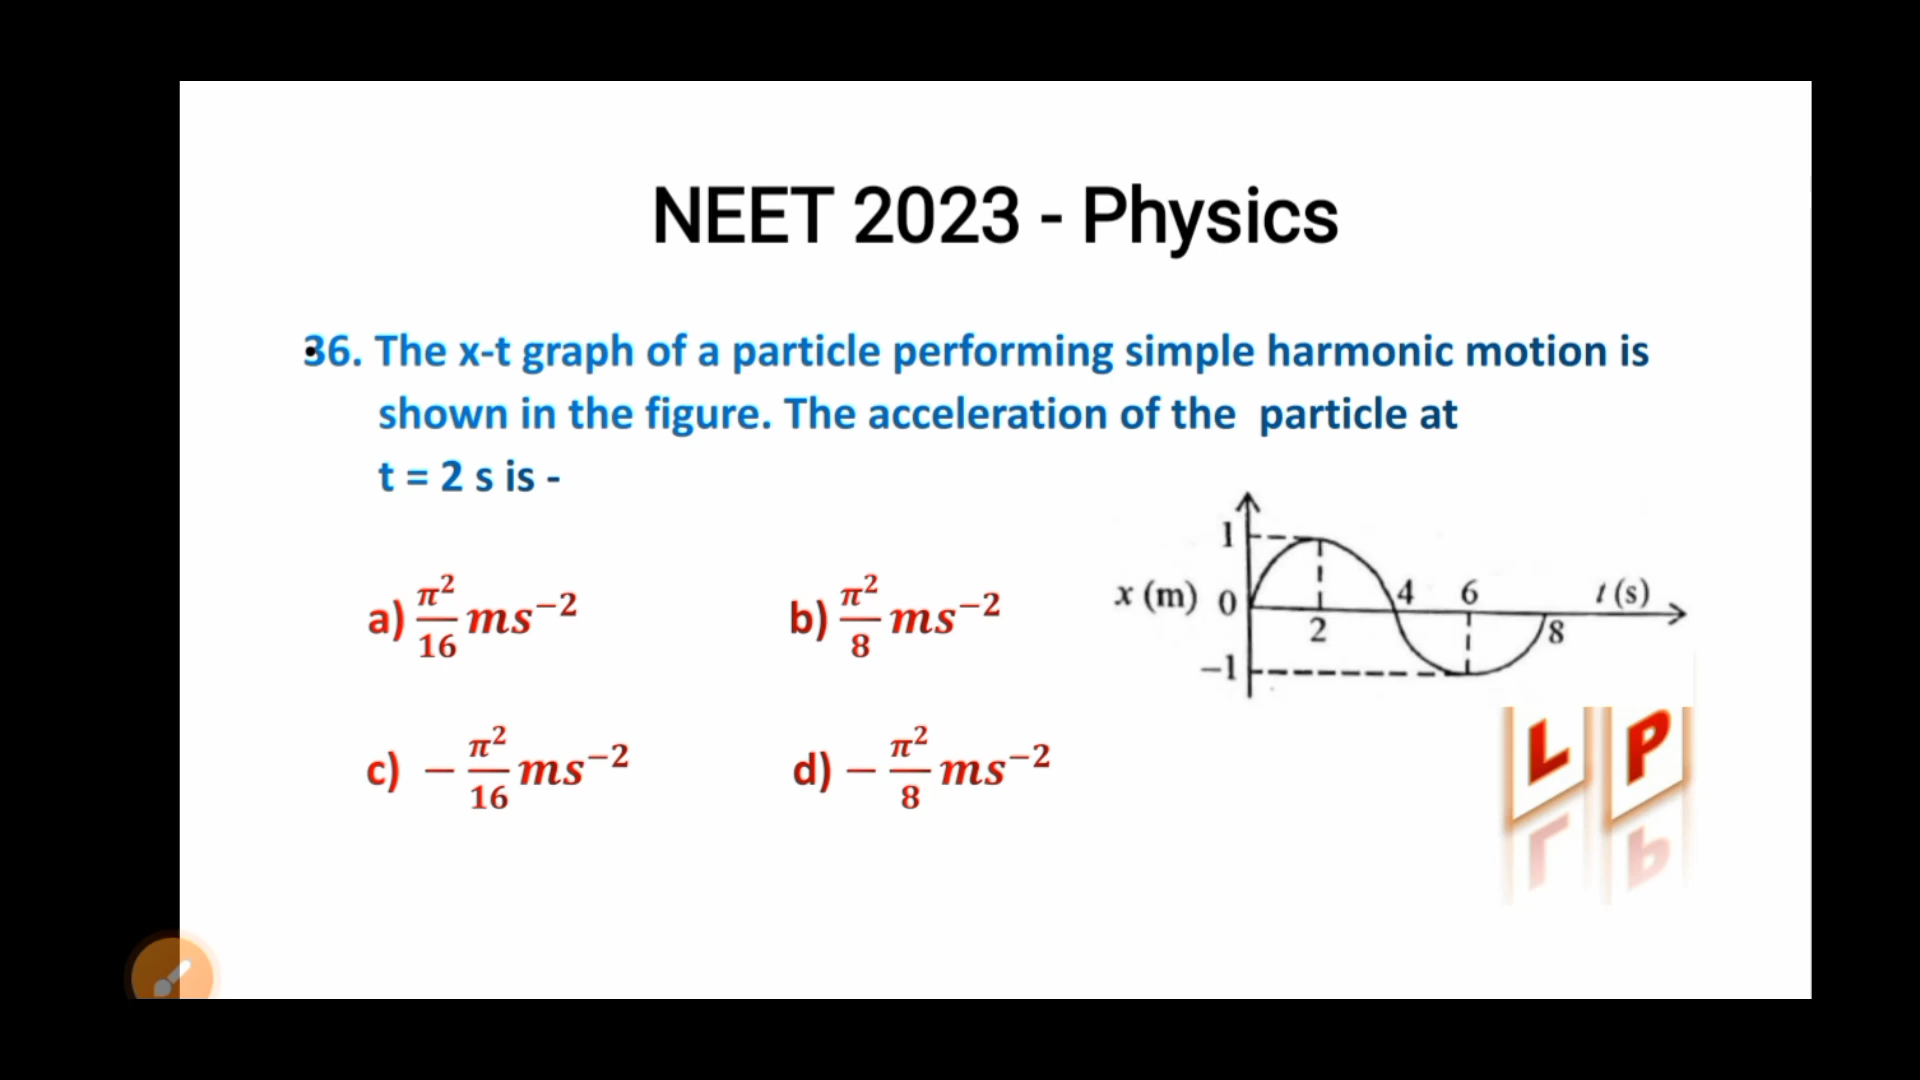 NEET 2023 - Physics
36. The x-t graph of a particle performing simple harmonic motion is
shown in the figure. The acceleration of the particle at
t = 2 s is -
a) π²/16 ms⁻²
b) π²/8 ms⁻²
c) – π²/16 ms⁻²
d) – π²/8 ms⁻²
1
x (m) 0
4 6 t (s)
2 8
–1
L P